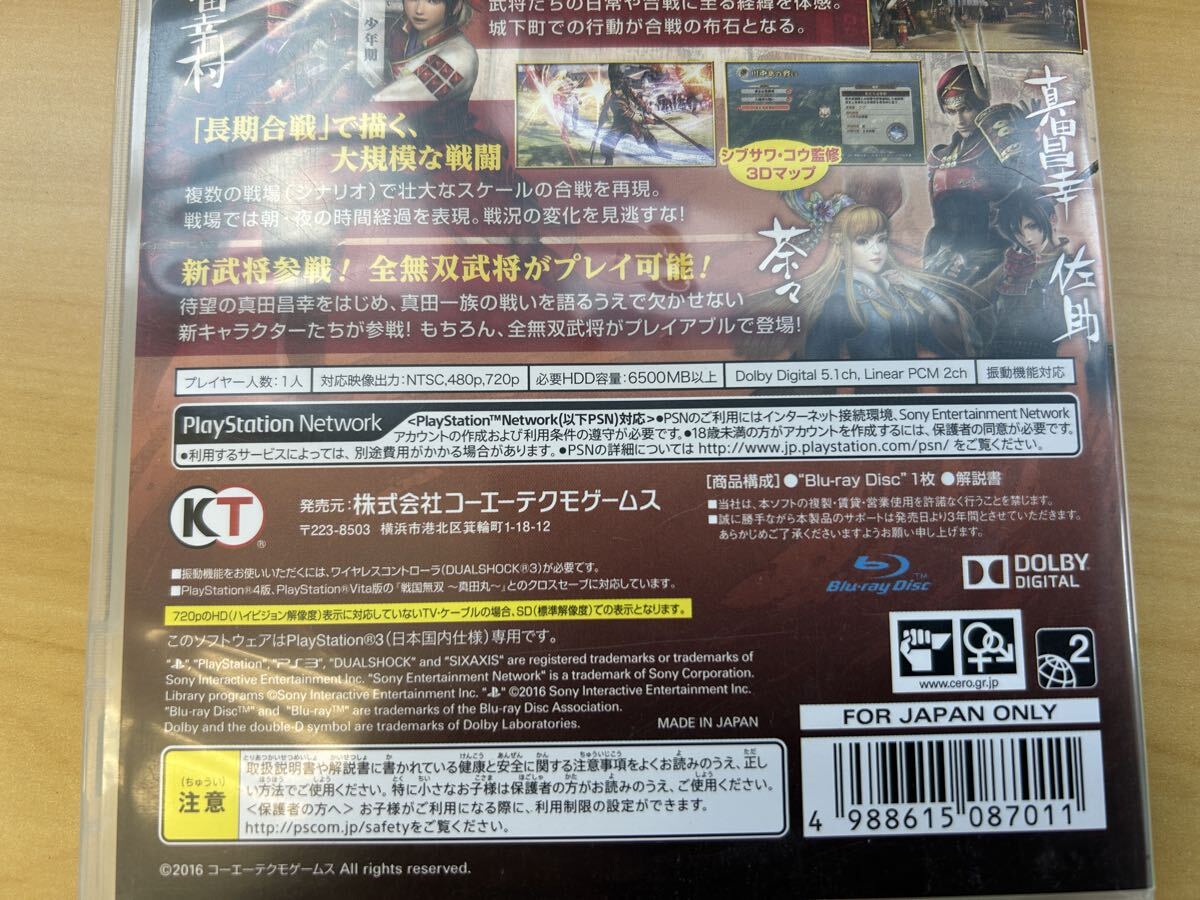 武将たちの日常や合戦に至る経緯を体感。
城下町での行動が合戦の布石となる。
幸村
少年期
「長期合戦」で描く、
大規模な戦闘
複数の戦場(シナリオ)で壮大なスケールの合戦を再現。
戦場では朝・夜の時間経過を表現。戦況の変化を見逃すな!
シブサワ・コウ監修
3Dマップ
真田昌幸
佐助
茶々
新武将参戦! 全無双武将がプレイ可能!
待望の真田昌幸をはじめ、真田一族の戦いを語るうえで欠かせない
新キャラクターたちが参戦! もちろん、全無双武将がプレイアブルで登場!
プレイヤー人数:1人
対応映像出力:NTSC,480p,720p
必要HDD容量:6500MB以上
Dolby Digital 5.1ch, Linear PCM 2ch
振動機能対応
PlayStation Network
<PlayStation™Network(以下PSN)対応>●PSNのご利用にはインターネット接続環境、Sony Entertainment Network
アカウントの作成および利用条件の遵守が必要です。●18歳未満の方がアカウントを作成するには、保護者の同意が必要です。
●利用するサービスによっては、別途費用がかかる場合があります。●PSNの詳細については http://www.jp.playstation.com/psn/ をご覧ください。
KT®
発売元:株式会社コーエーテクモゲームス
〒223-8503 横浜市港北区箕輪町1-18-12
[商品構成]●"Blu-ray Disc" 1枚 ●解説書
■当社は、本ソフトの複製・賃貸・営業使用を許諾なく行うことを禁じます。
■誠に勝手ながら本製品のサポートは発売日より3年間とさせていただきます。
あらかじめご了承くださいますようお願い申し上げます。
■振動機能をお使いいただくには、ワイヤレスコントローラ(DUALSHOCK®3)が必要です。
■PlayStation®4版、PlayStation®Vita版の「戦国無双 ~真田丸~」とのクロスセーブに対応しています。
Blu-ray Disc™
DOLBY
DIGITAL
720pのHD(ハイビジョン解像度)表示に対応していないTV・ケーブルの場合、SD(標準解像度)での表示となります。
このソフトウェアはPlayStation®3(日本国内仕様)専用です。
" ", "PlayStation", "PS3", "DUALSHOCK" and "SIXAXIS" are registered trademarks or trademarks of
Sony Interactive Entertainment Inc. "Sony Entertainment Network" is a trademark of Sony Corporation.
Library programs ©Sony Interactive Entertainment Inc. " " ©2016 Sony Interactive Entertainment Inc.
"Blu-ray Disc™" and "Blu-ray™" are trademarks of the Blu-ray Disc Association.
Dolby and the double-D symbol are trademarks of Dolby Laboratories.
MADE IN JAPAN
www.cero.gr.jp
2
FOR JAPAN ONLY
4 988615 087011
(ちゅうい)
注意
取扱説明書や解説書に書かれている健康と安全に関する注意事項をよくお読みのうえ、正し
い方法でご使用ください。特に小さなお子様は保護者の方がお読みのうえ、ご使用ください。
<保護者の方へ> お子様がご利用になる際に、利用制限の設定ができます。
http://pscom.jp/safetyをご覧ください。
©2016 コーエーテクモゲームス All rights reserved.